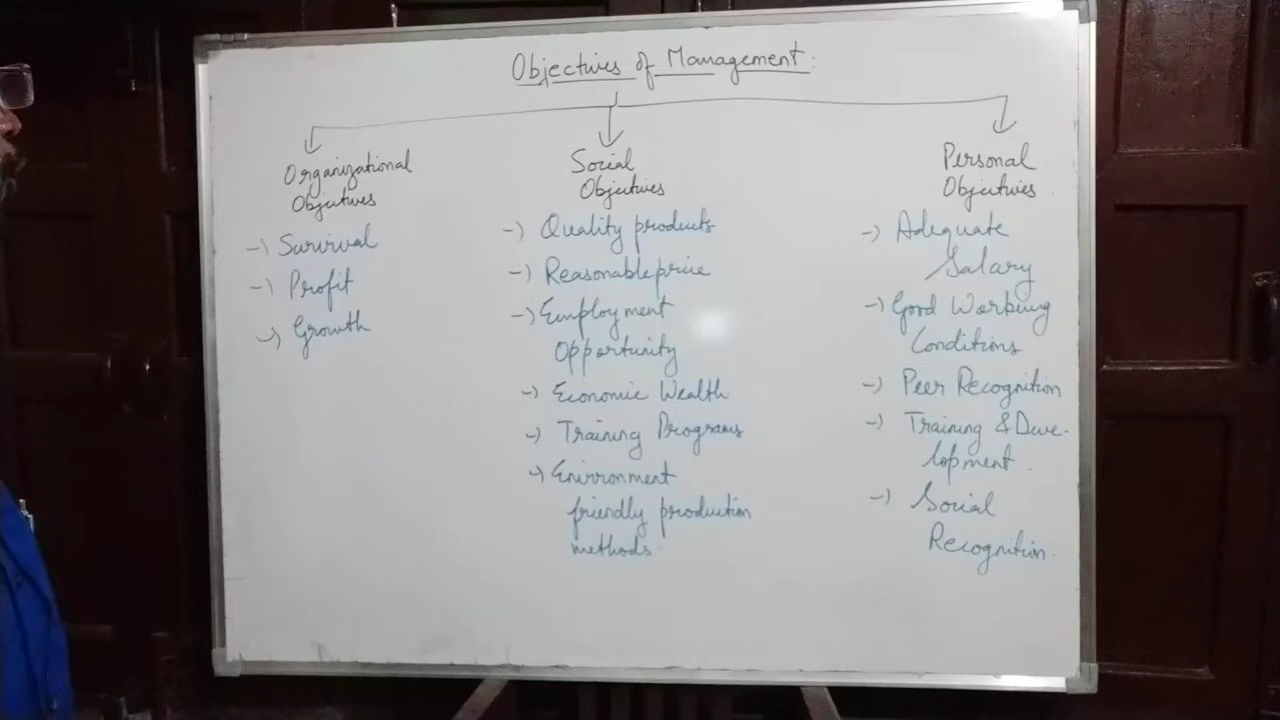 Objectives of Management:
Organizational
Objectives
-) Survival
-) Profit
-) Growth
Social
Objectives
-) Quality products
-) Reasonable price
-) Employment
Opportunity
-) Economic Wealth
-) Training Programs
-) Environment
friendly production
methods
Personal
Objectives
-) Adequate
Salary
-) Good Working
Conditions
-) Peer Recognition
-) Training & Deve-
lopment.
-) Social
Recognition.